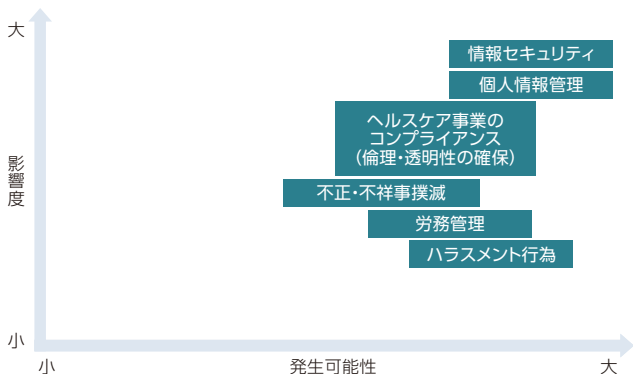 大
情報セキュリティ
個人情報管理
ヘルスケア事業の
コンプライアンス
（倫理・透明性の確保）
影響度
不正・不祥事撲滅
労務管理
ハラスメント行為
小
小
発生可能性
大